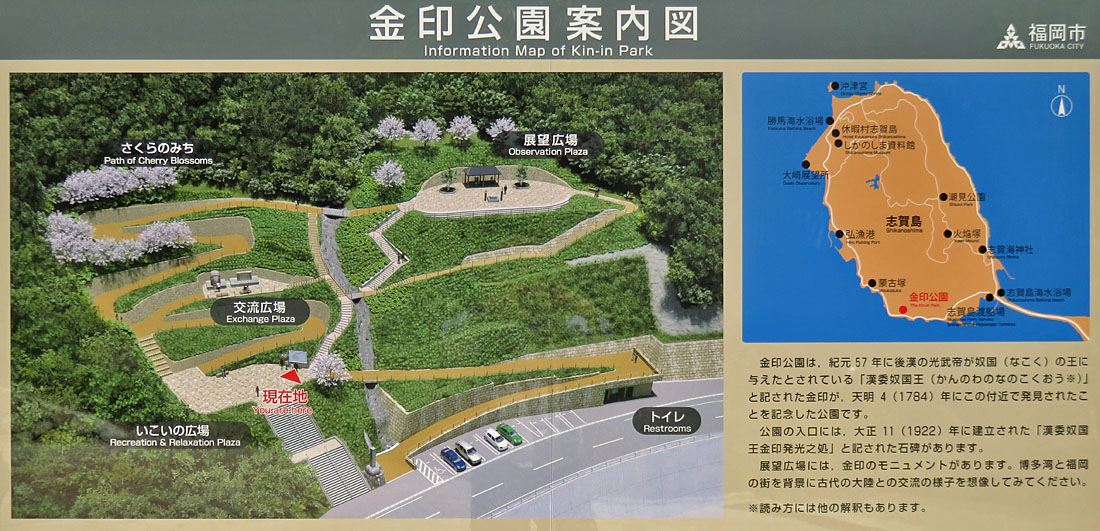 金印公園案内図
Information Map of Kin-in Park
福岡市
FUKUOKA CITY
さくらのみち
Path of Cherry Blossoms
展望広場
Observation Plaza
交流広場
Exchange Plaza
現在地
You are here
いこいの広場
Recreation & Relaxation Plaza
トイレ
Restrooms
N
沖津宮
勝馬海水浴場
休暇村志賀島
しかのしま資料館
大崎展望所
潮見公園
志賀島
Shikanoshima
弘漁港
火焔塚
志賀海神社
蒙古塚
金印公園
志賀島海水浴場
志賀島渡船場
金印公園は，紀元57年に後漢の光武帝が奴国（なこく）の王に
与えたとされている「漢委奴国王（かんのわのなのこくおう※）」
と記された金印が，天明4（1784）年にこの付近で発見されたこ
とを記念した公園です。
公園の入口には，大正11（1922）年に建立された「漢委奴国
王金印発光之処」と記された石碑があります。
展望広場には，金印のモニュメントがあります。博多湾と福岡
の街を背景に古代の大陸との交流の様子を想像してみてください。
※読み方には他の解釈もあります。